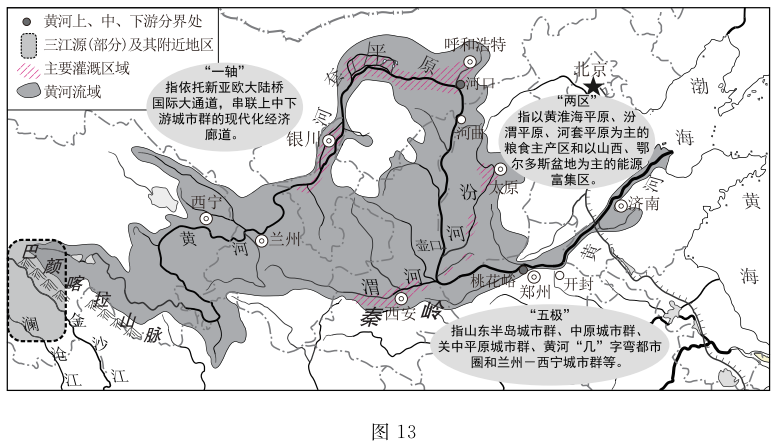 黄河上、中、下游分界处
三江源(部分)及其附近地区
主要灌溉区域
黄河流域
“一轴”
指依托新亚欧大陆桥
国际大通道，串联上中下
游城市群的现代化经济
廊道。
河套平原
呼和浩特
河口
河曲
北京
渤海
“两区”
指以黄淮海平原、汾
渭平原、河套平原为主的
粮食主产区和以山西、鄂
尔多斯盆地为主的能源
富集区。
银川
汾河
太原
黄河
济南
黄海
西宁
黄河
兰州
壶口
渭河
桃花峪
郑州
开封
西安
秦岭
巴颜喀拉山脉
澜沧江
金沙江
“五极”
指山东半岛城市群、中原城市群、
关中平原城市群、黄河“几”字弯都市
圈和兰州－西宁城市群等。
图 13